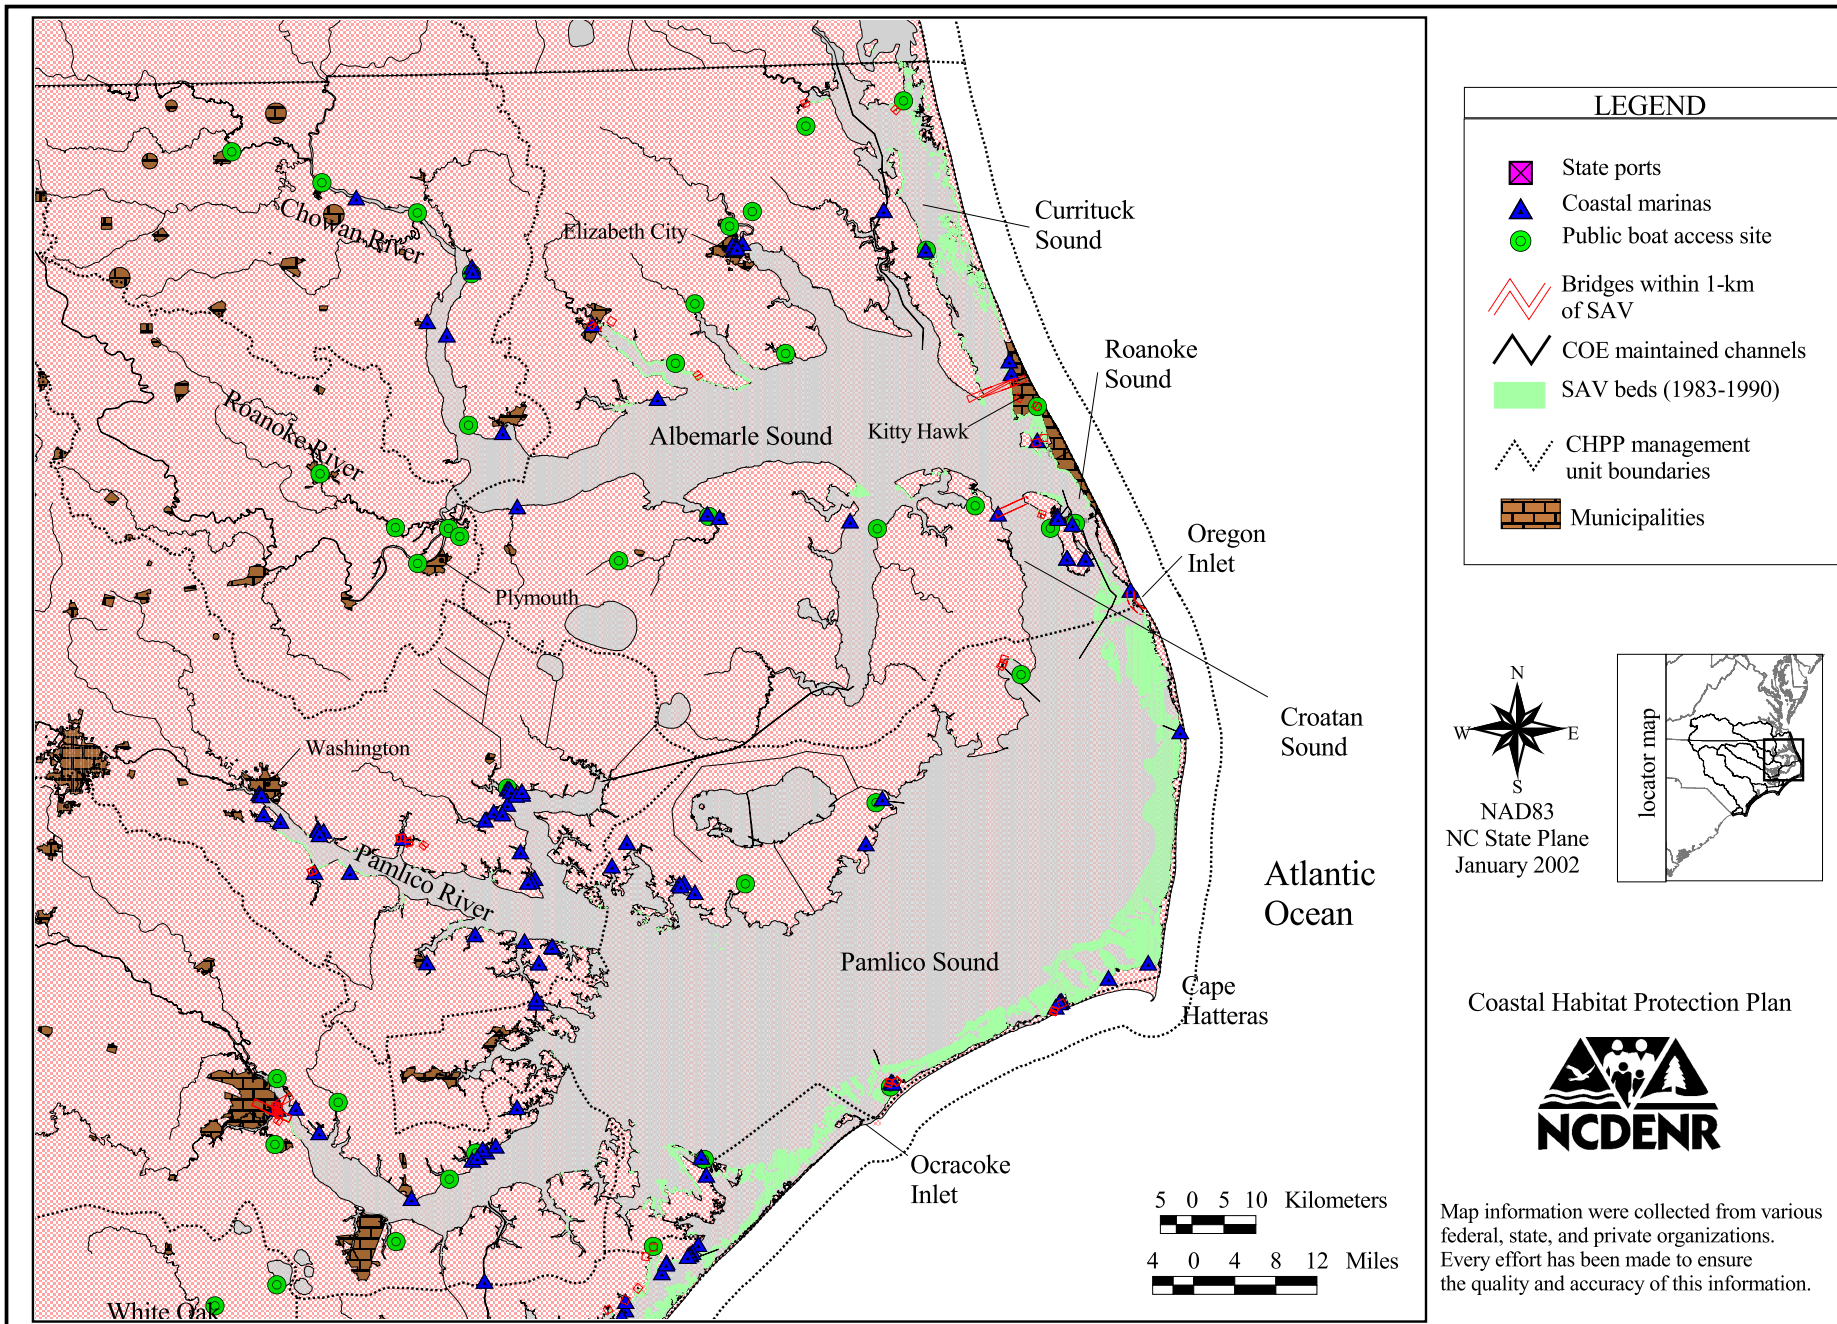 Chowan River
Elizabeth City
Currituck
Sound
Roanoke
Sound
Roanoke River
Albemarle Sound
Kitty Hawk
Oregon
Inlet
Plymouth
Croatan
Sound
Washington
Pamlico River
Atlantic
Ocean
Pamlico Sound
Cape
Hatteras
Ocracoke
Inlet
White Oak
5 0 5 10 Kilometers
4 0 4 8 12 Miles
LEGEND
State ports
Coastal marinas
Public boat access site
Bridges within 1-km
of SAV
COE maintained channels
SAV beds (1983-1990)
CHPP management
unit boundaries
Municipalities
N
W E
S
NAD83
NC State Plane
January 2002
locator map
Coastal Habitat Protection Plan
NCDENR
Map information were collected from various
federal, state, and private organizations.
Every effort has been made to ensure
the quality and accuracy of this information.